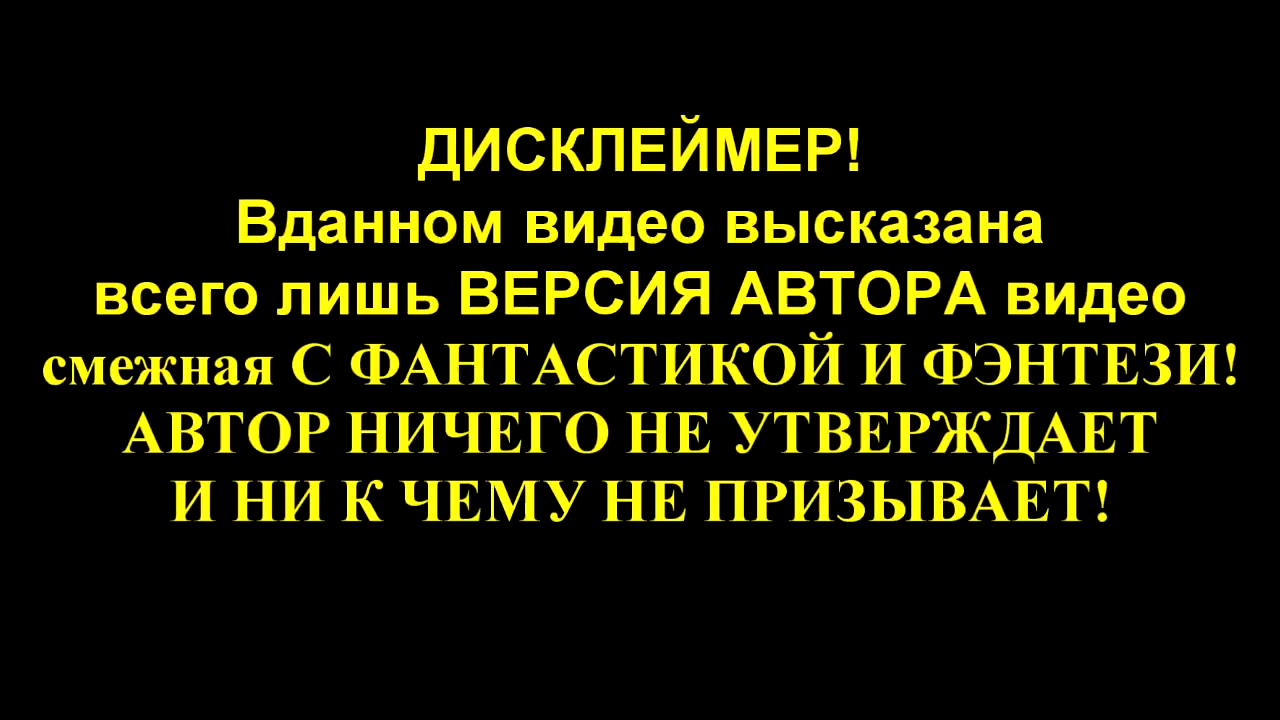 ДИСКЛЕЙМЕР!
Вданном видео высказана
всего лишь ВЕРСИЯ АВТОРА видео
смежная С ФАНТАСТИКОЙ И ФЭНТЕЗИ!
АВТОР НИЧЕГО НЕ УТВЕРЖДАЕТ
И НИ К ЧЕМУ НЕ ПРИЗЫВАЕТ!